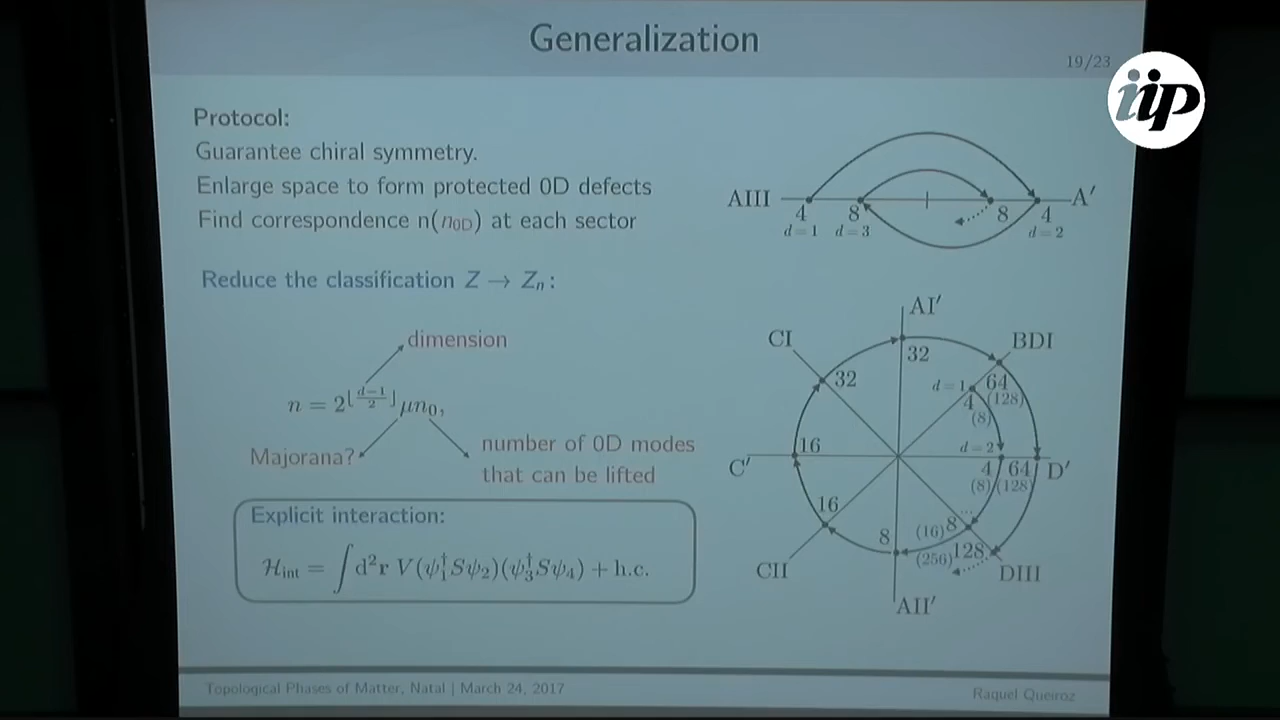 Generalization
19/23
iip
Protocol:
Guarantee chiral symmetry.
Enlarge space to form protected 0D defects
Find correspondence n(n₀D) at each sector
Reduce the classification Z → Zₙ:
dimension
n = 2^⌊(d−1)/2⌋ μn₀,
Majorana?
number of 0D modes
that can be lifted
Explicit interaction:
ℋ_int = ∫ d²r V(ψ₁†Sψ₂)(ψ₃†Sψ₄) + h.c.
AIII
A′
4
8
8
4
d=1
d=3
d=2
AI′
CI
BDI
32
32
d=1
64
4
(128)
(8)
16
d=2
C′
4
64
D′
(8)
(128)
16
8
(16)
8
...
(256)
128
CII
DIII
AII′
Topological Phases of Matter, Natal | March 24, 2017
Raquel Queiroz